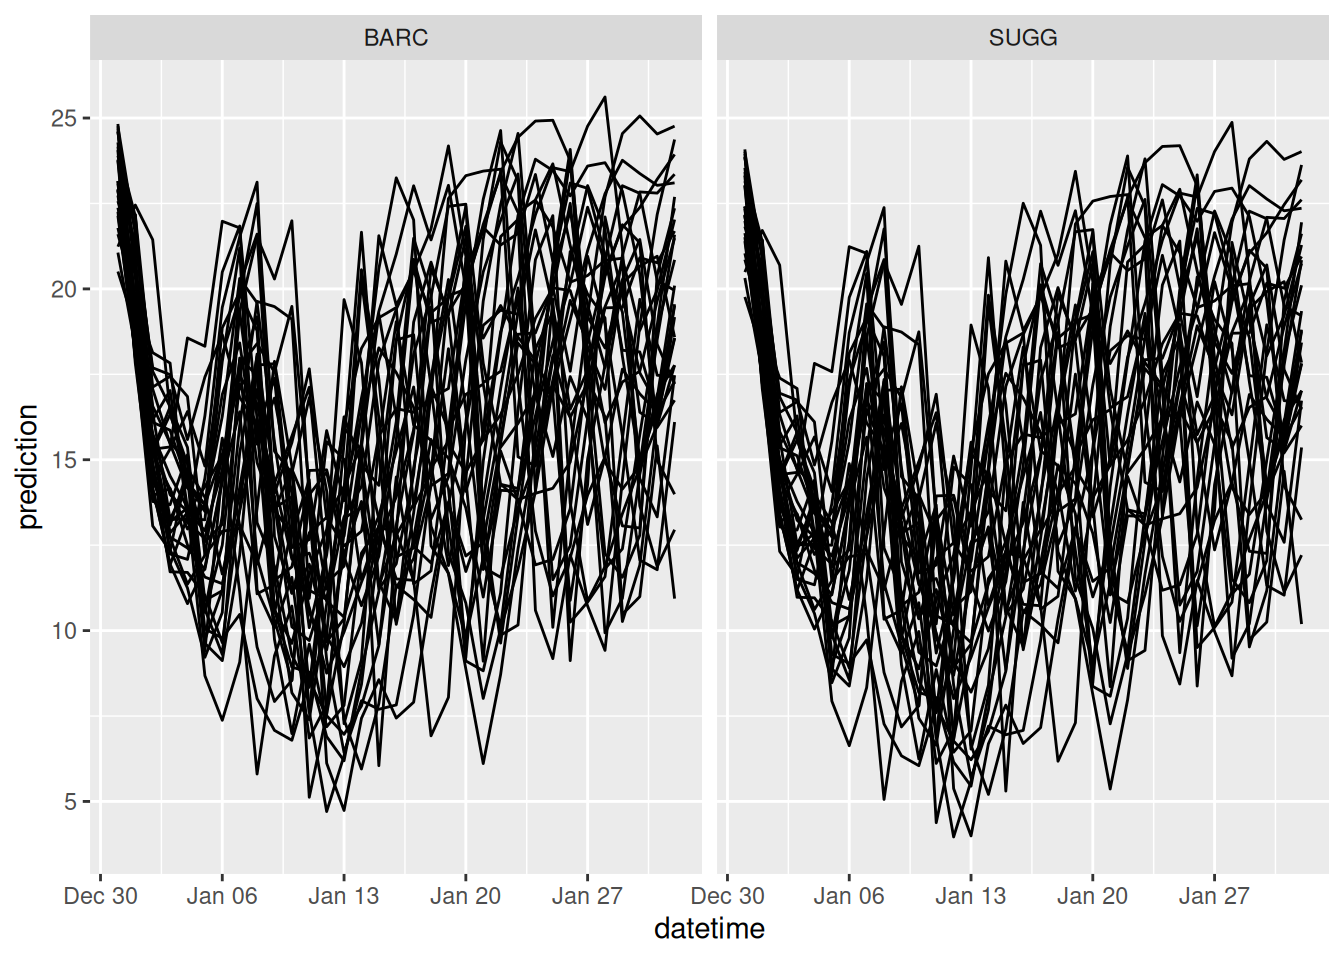 BARC
SUGG
25
20
15
10
5
prediction
Dec 30
Jan 06
Jan 13
Jan 20
Jan 27
Dec 30
Jan 06
Jan 13
Jan 20
Jan 27
datetime